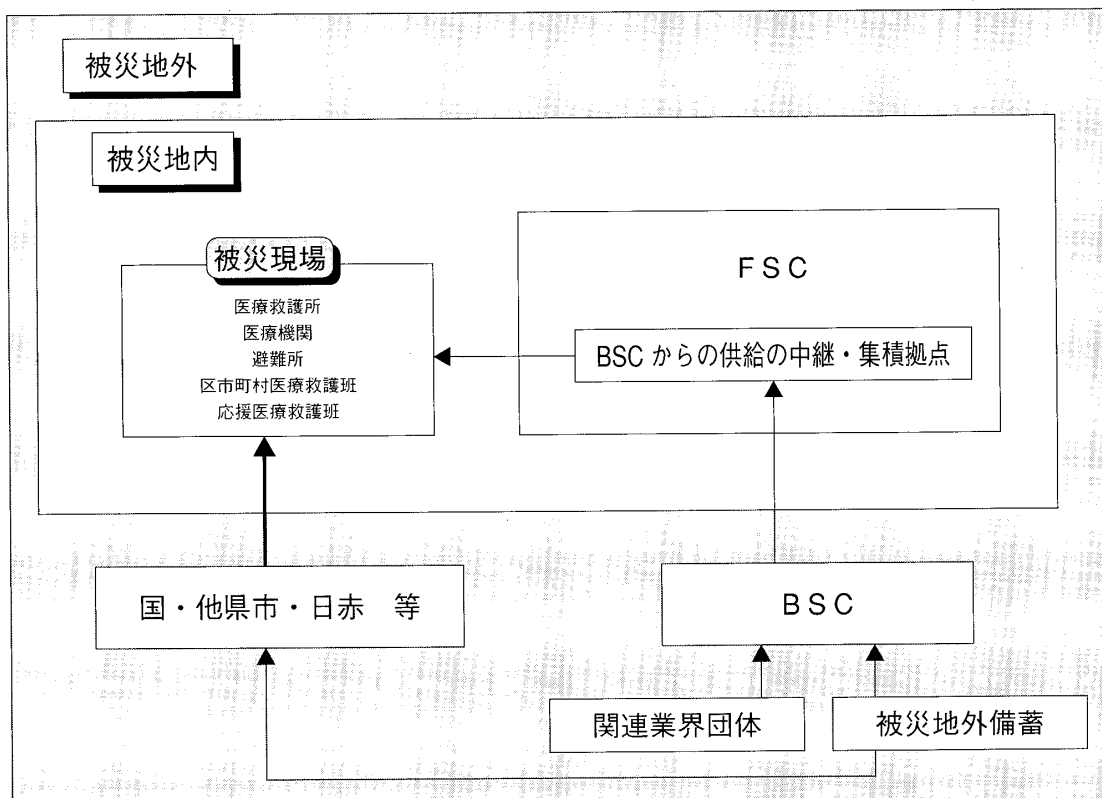 被災地外
被災地内
被災現場
医療救護所
医療機関
避難所
区市町村医療救護班
応援医療救護班
FSC
BSCからの供給の中継・集積拠点
国・他県市・日赤　等
BSC
関連業界団体
被災地外備蓄